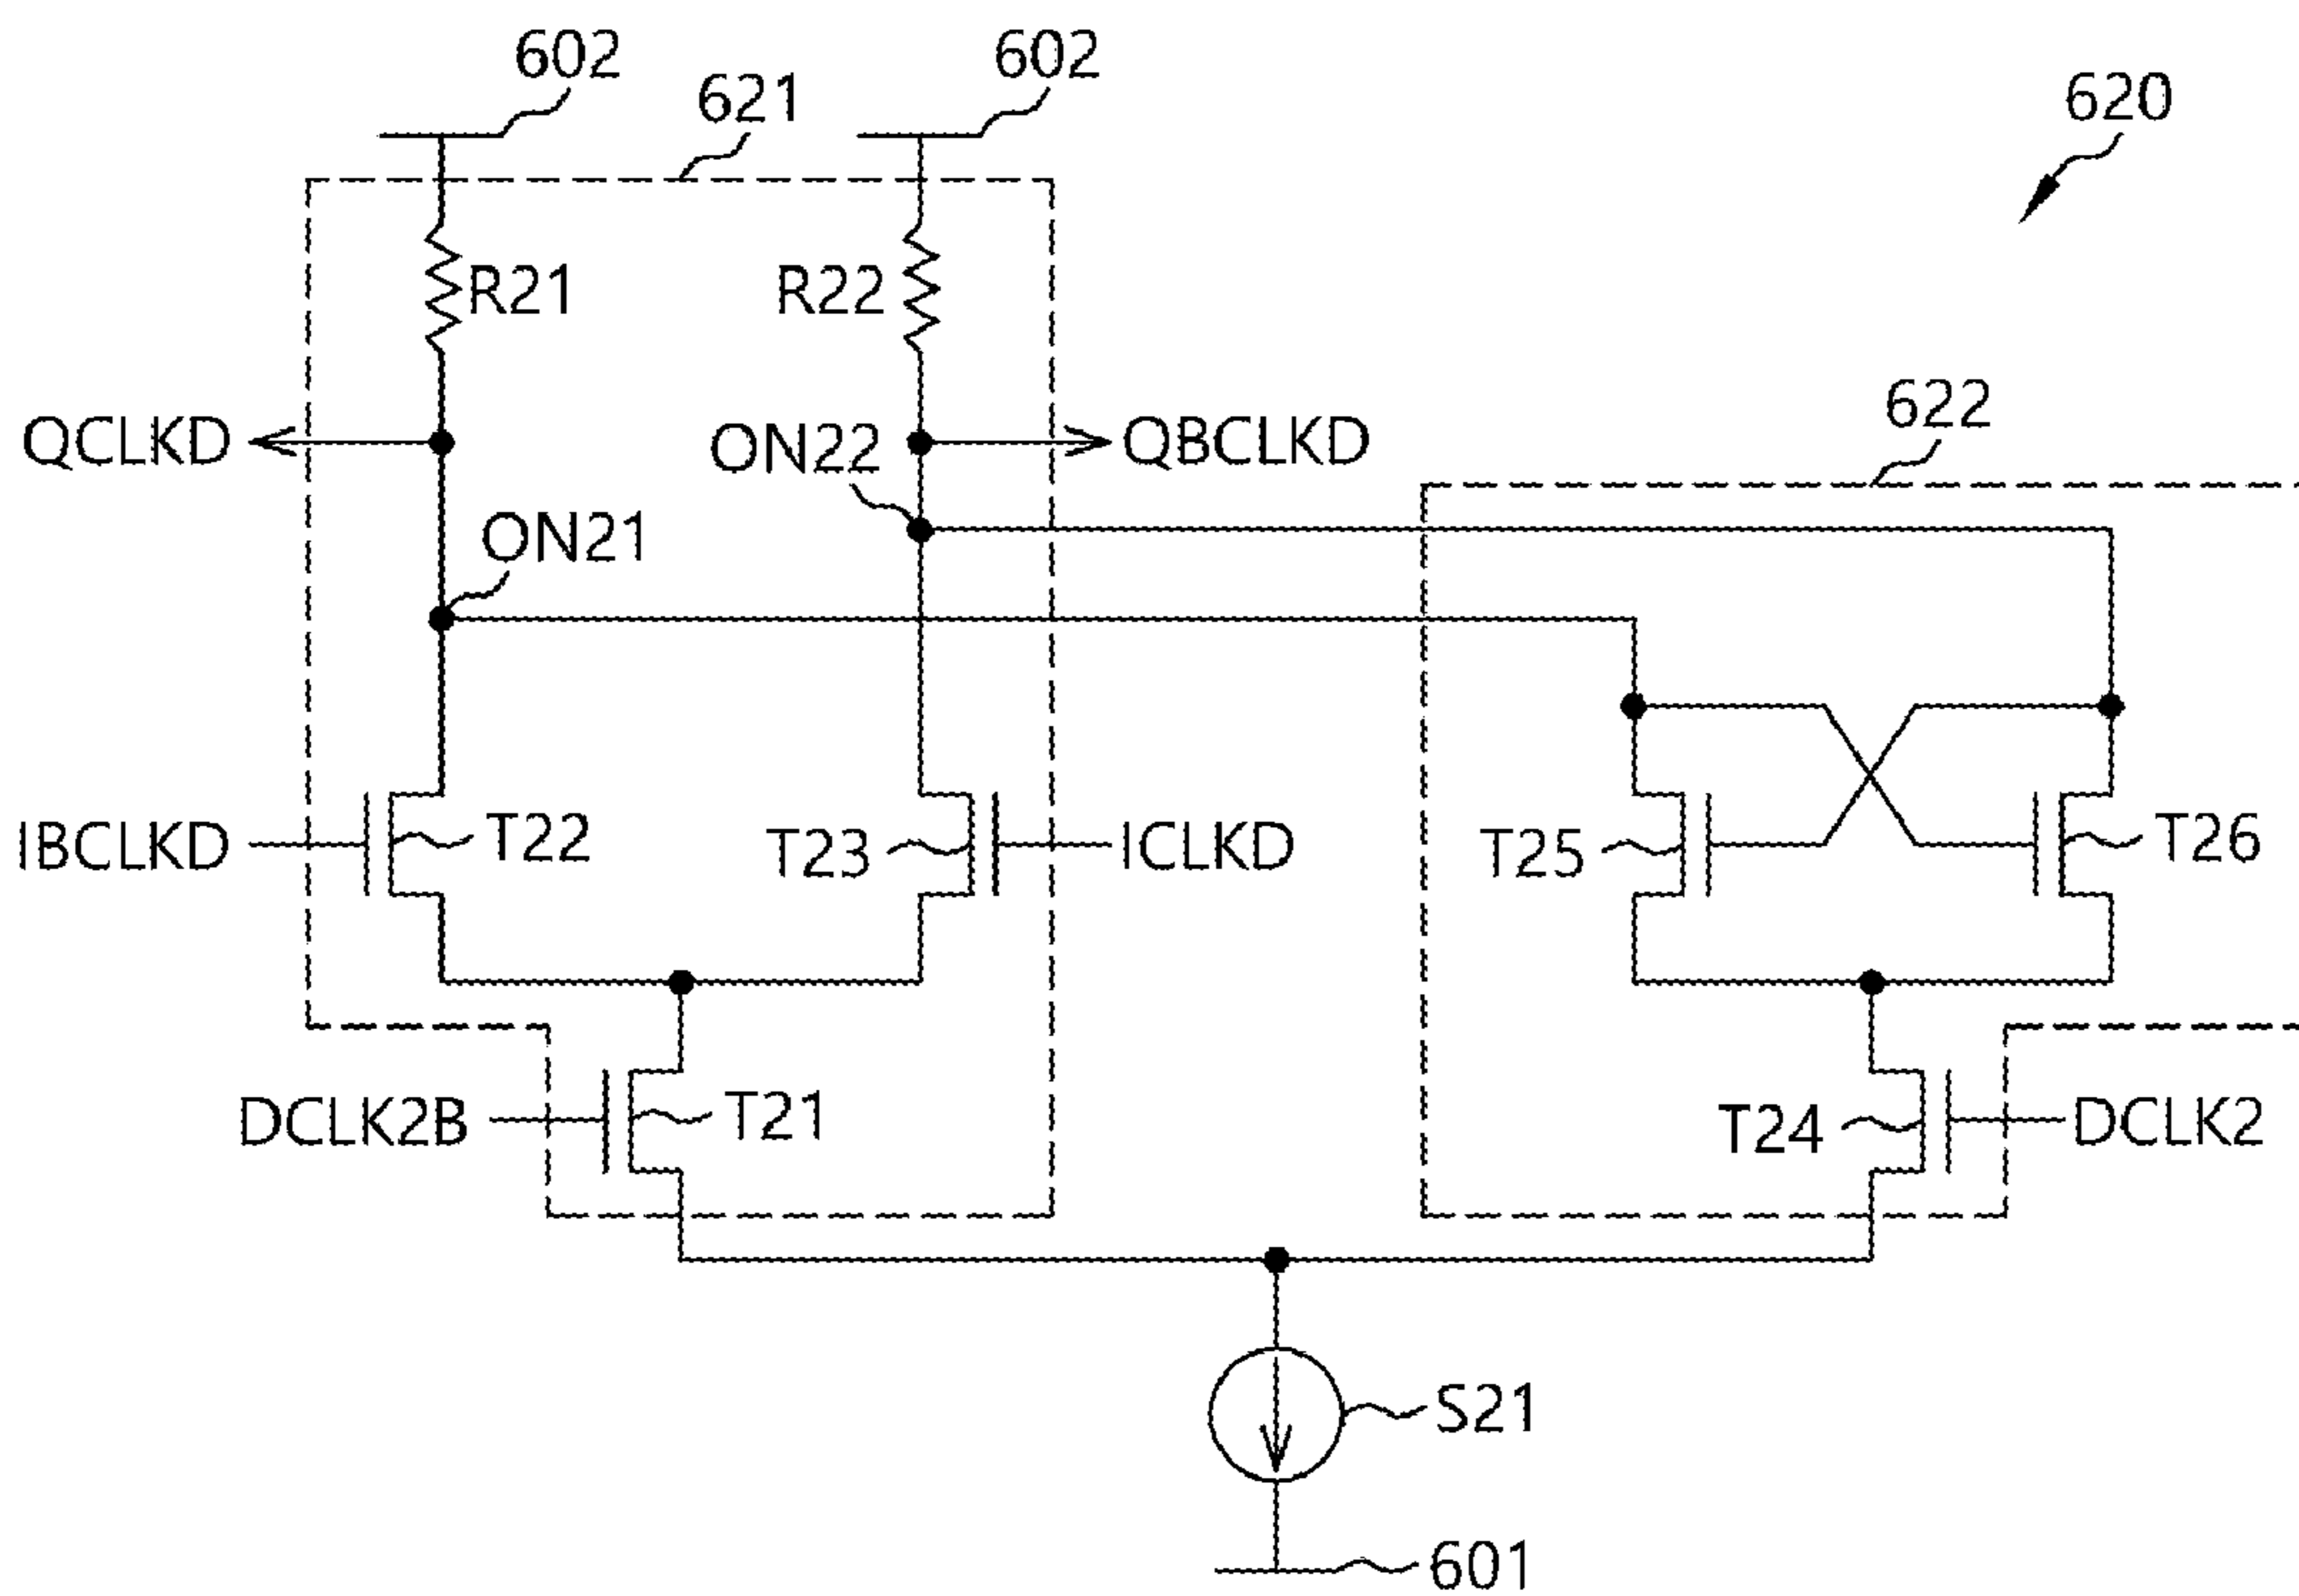 602
602
621
620
R21
R22
622
QCLKD
ON22
QBCLKD
ON21
IBCLKD
T22
T23
ICLKD
T25
T26
DCLK2B
T21
T24
DCLK2
S21
601